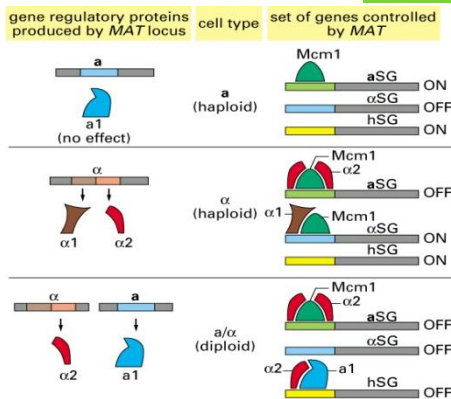 gene regulatory proteins
produced by MAT locus
cell type
set of genes controlled
by MAT
a
a1
(no effect)
a
(haploid)
Mcm1
aSG
ON
αSG
OFF
hSG
ON
α
α1
α2
α
(haploid)
Mcm1
α2
aSG
OFF
α1
Mcm1
αSG
ON
hSG
ON
α
a
α2
a1
a/α
(diploid)
Mcm1
α2
aSG
OFF
αSG
OFF
α2
a1
hSG
OFF